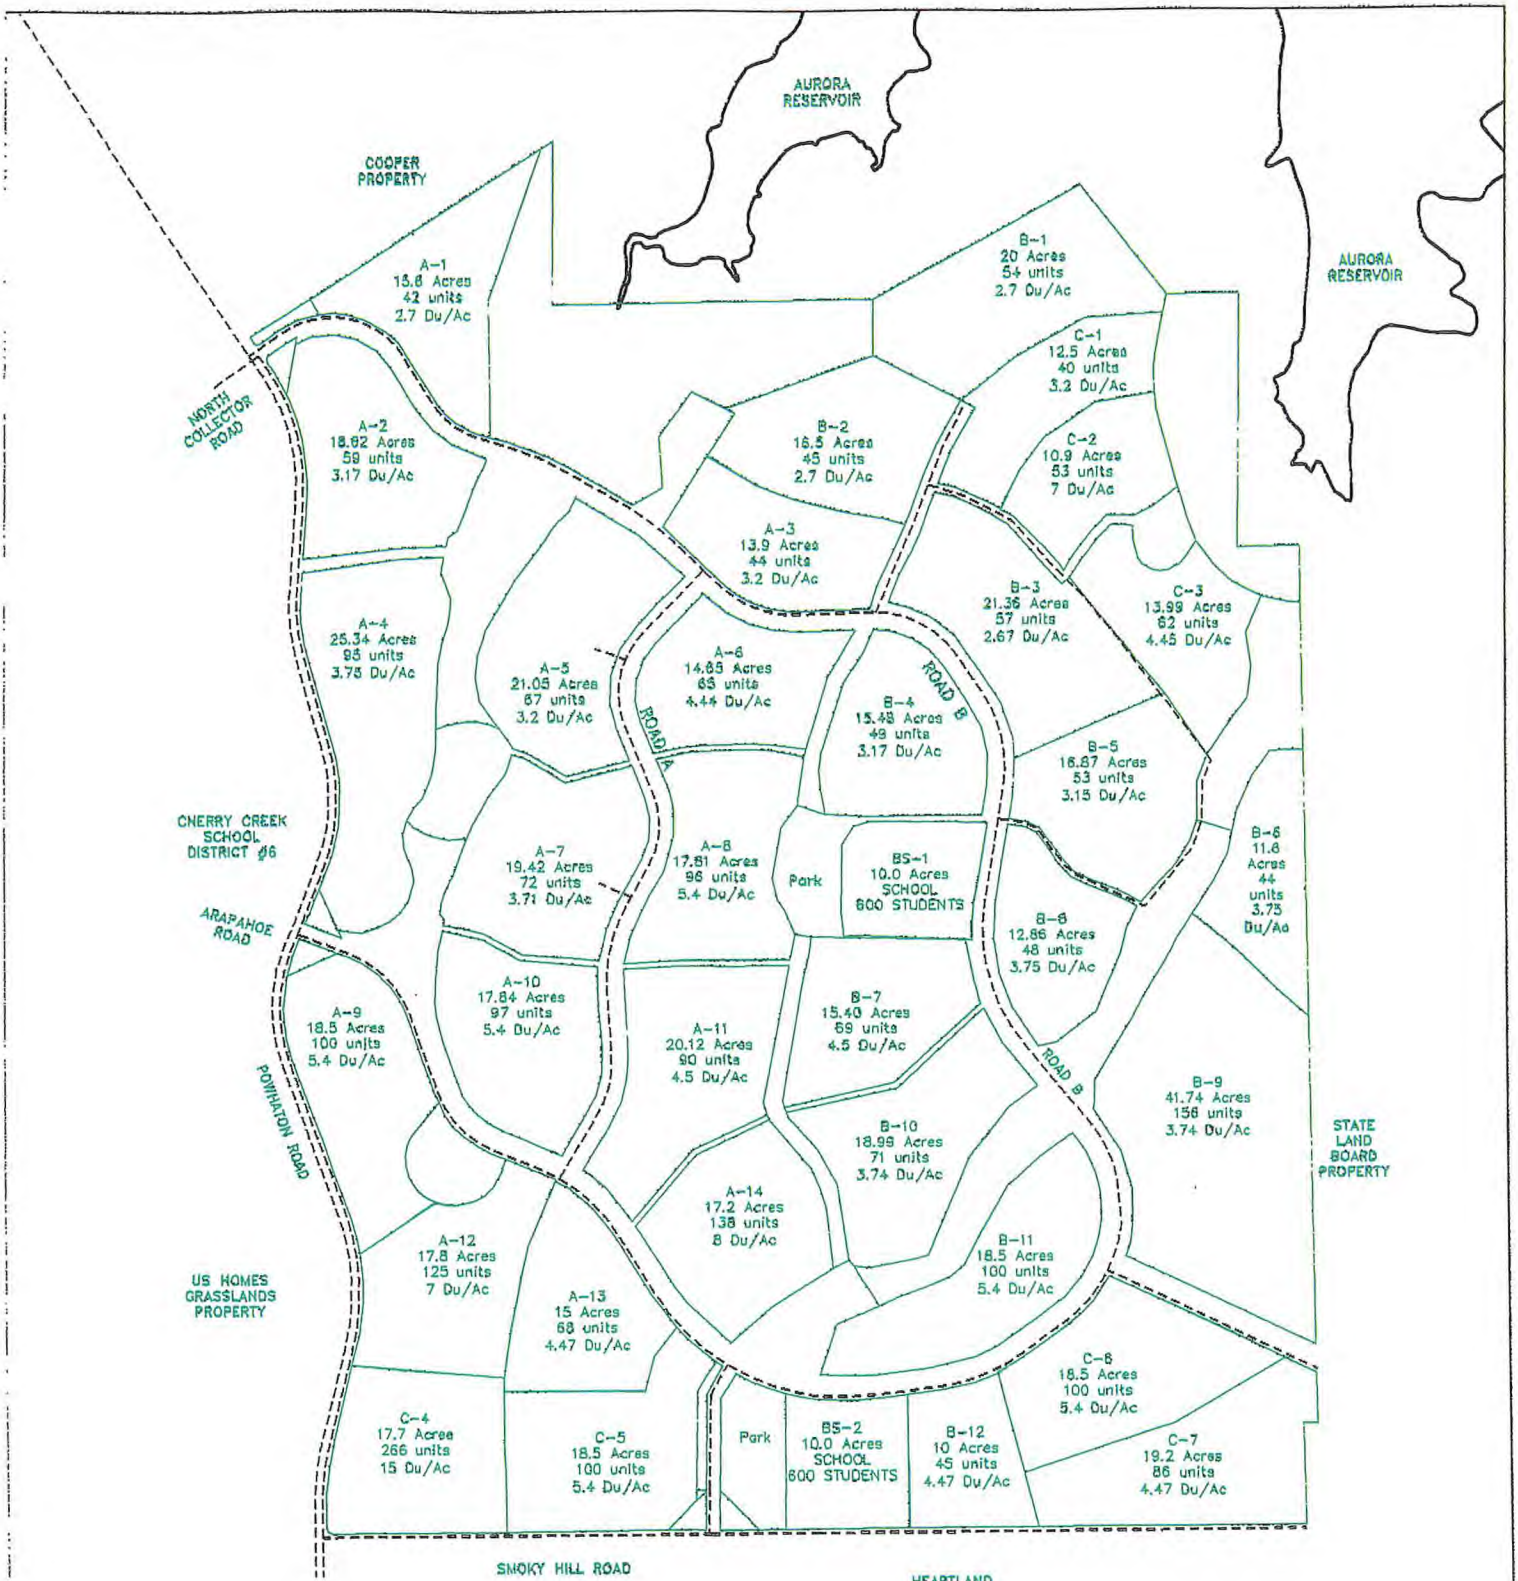 AURORA
RESERVOIR
COOPER
PROPERTY
AURORA
RESERVOIR
A-1
15.6 Acres
42 units
2.7 Du/Ac
B-1
20 Acres
54 units
2.7 Du/Ac
C-1
12.5 Acres
40 units
3.2 Du/Ac
NORTH
COLLECTOR
ROAD
A-2
18.62 Acres
59 units
3.17 Du/Ac
B-2
16.5 Acres
45 units
2.7 Du/Ac
C-2
10.9 Acres
53 units
7 Du/Ac
A-3
13.9 Acres
44 units
3.2 Du/Ac
B-3
21.36 Acres
57 units
2.67 Du/Ac
C-3
13.99 Acres
62 units
4.45 Du/Ac
A-4
25.34 Acres
95 units
3.75 Du/Ac
A-5
21.05 Acres
67 units
3.2 Du/Ac
A-6
14.65 Acres
65 units
4.44 Du/Ac
ROAD A
ROAD B
B-4
15.48 Acres
49 units
3.17 Du/Ac
B-5
16.87 Acres
53 units
3.15 Du/Ac
CHERRY CREEK
SCHOOL
DISTRICT #6
A-7
19.42 Acres
72 units
3.71 Du/Ac
A-8
17.81 Acres
96 units
5.4 Du/Ac
Park
BS-1
10.0 Acres
SCHOOL
600 STUDENTS
B-8
11.8
Acres
44
units
3.75
Du/Ac
ARAPAHOE
ROAD
B-6
12.86 Acres
48 units
3.75 Du/Ac
A-9
18.5 Acres
100 units
5.4 Du/Ac
A-10
17.84 Acres
97 units
5.4 Du/Ac
A-11
20.12 Acres
90 units
4.5 Du/Ac
B-7
15.40 Acres
69 units
4.5 Du/Ac
ROAD B
POWHATON ROAD
B-9
41.74 Acres
156 units
3.74 Du/Ac
B-10
18.99 Acres
71 units
3.74 Du/Ac
STATE
LAND
BOARD
PROPERTY
A-14
17.2 Acres
138 units
8 Du/Ac
A-12
17.8 Acres
125 units
7 Du/Ac
B-11
18.5 Acres
100 units
5.4 Du/Ac
US HOMES
GRASSLANDS
PROPERTY
A-13
15 Acres
68 units
4.47 Du/Ac
C-6
18.5 Acres
100 units
5.4 Du/Ac
C-4
17.7 Acres
266 units
15 Du/Ac
C-5
18.5 Acres
100 units
5.4 Du/Ac
Park
BS-2
10.0 Acres
SCHOOL
600 STUDENTS
B-12
10 Acres
45 units
4.47 Du/Ac
C-7
19.2 Acres
86 units
4.47 Du/Ac
SMOKY HILL ROAD
HEARTLAND